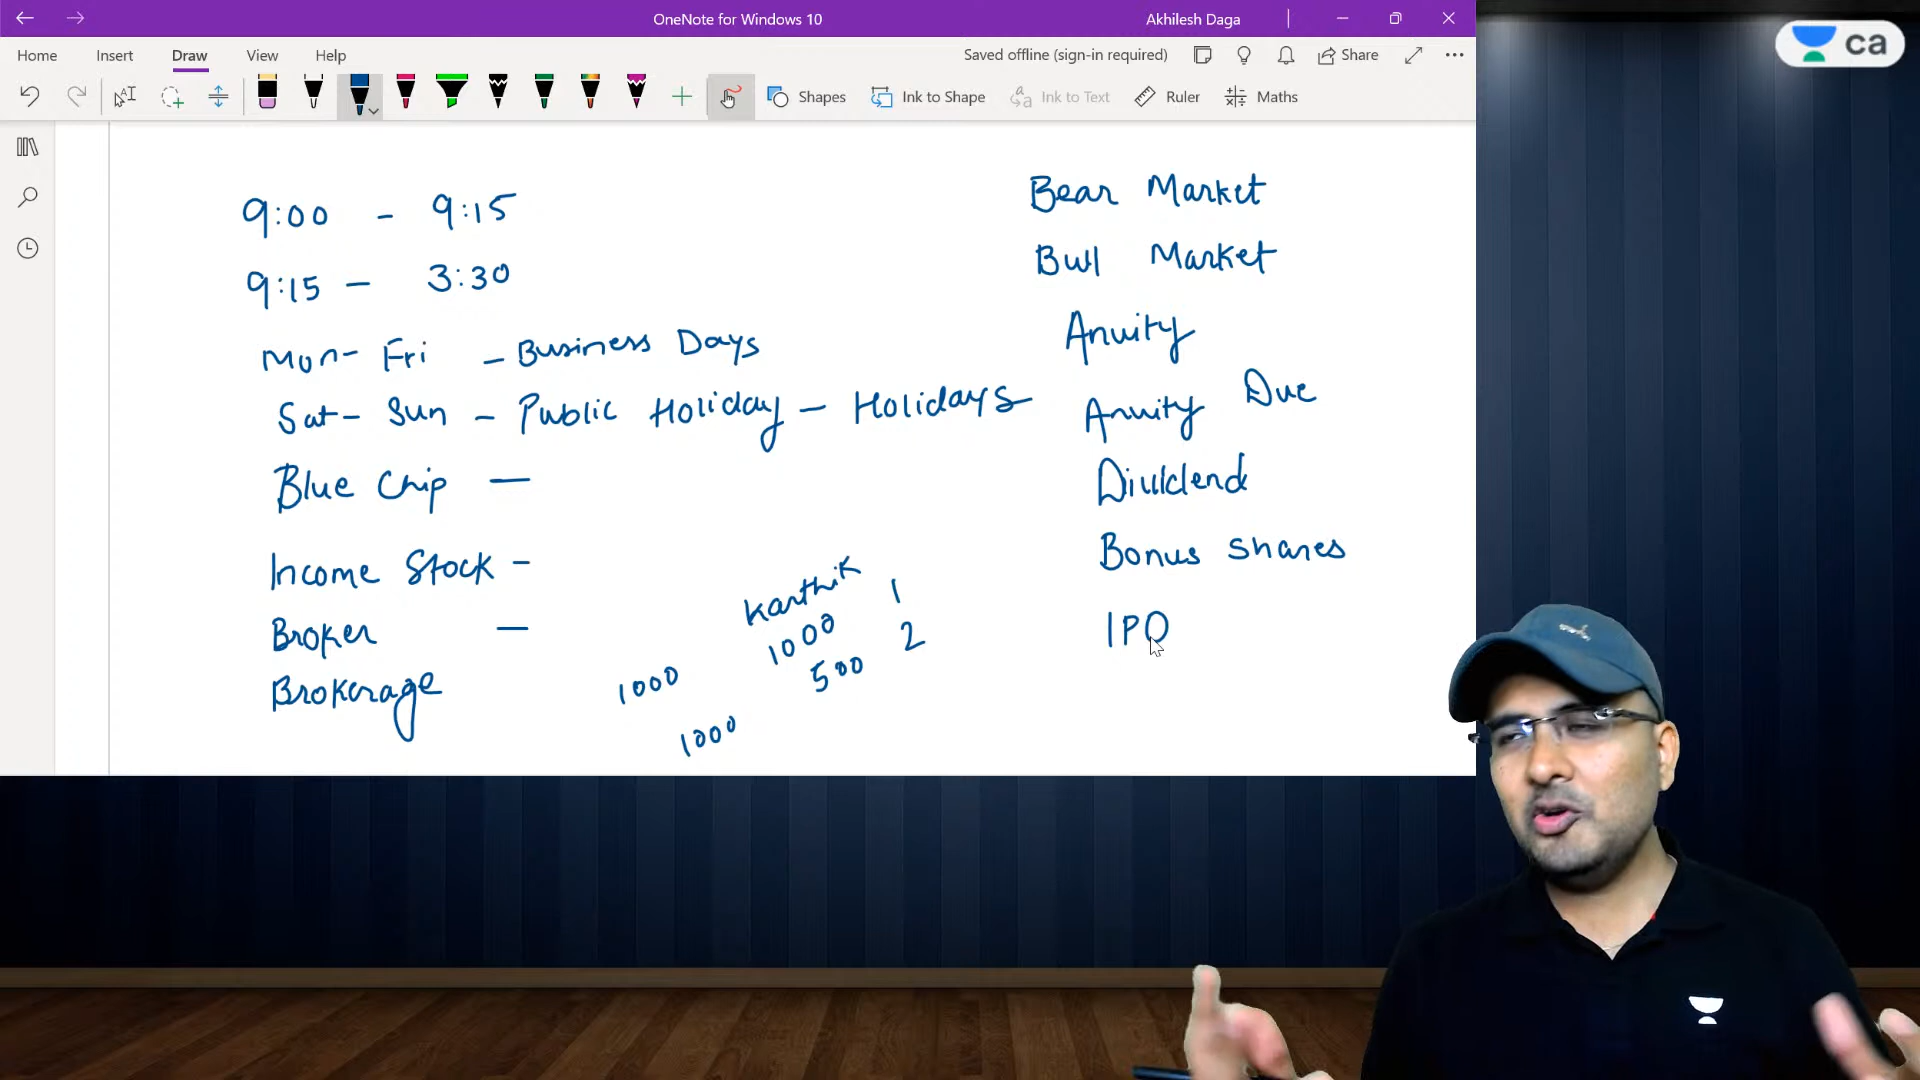 OneNote for Windows 10
Akhilesh Daga
ca
Home Insert Draw View Help
Saved offline (sign-in required)
Share
Shapes
Ink to Shape
Ink to Text
Ruler
Maths
9:00 - 9:15
9:15 - 3:30
Mon- Fri - Business Days
Sat- Sun - Public Holiday - Holidays
Blue Chip -
Income Stock -
Broker -
Brokerage
Karthik 1
1000 2
500
1000
1000
Bear Market
Bull Market
Anuity
Anuity Due
Dividend
Bonus Shares
IPO